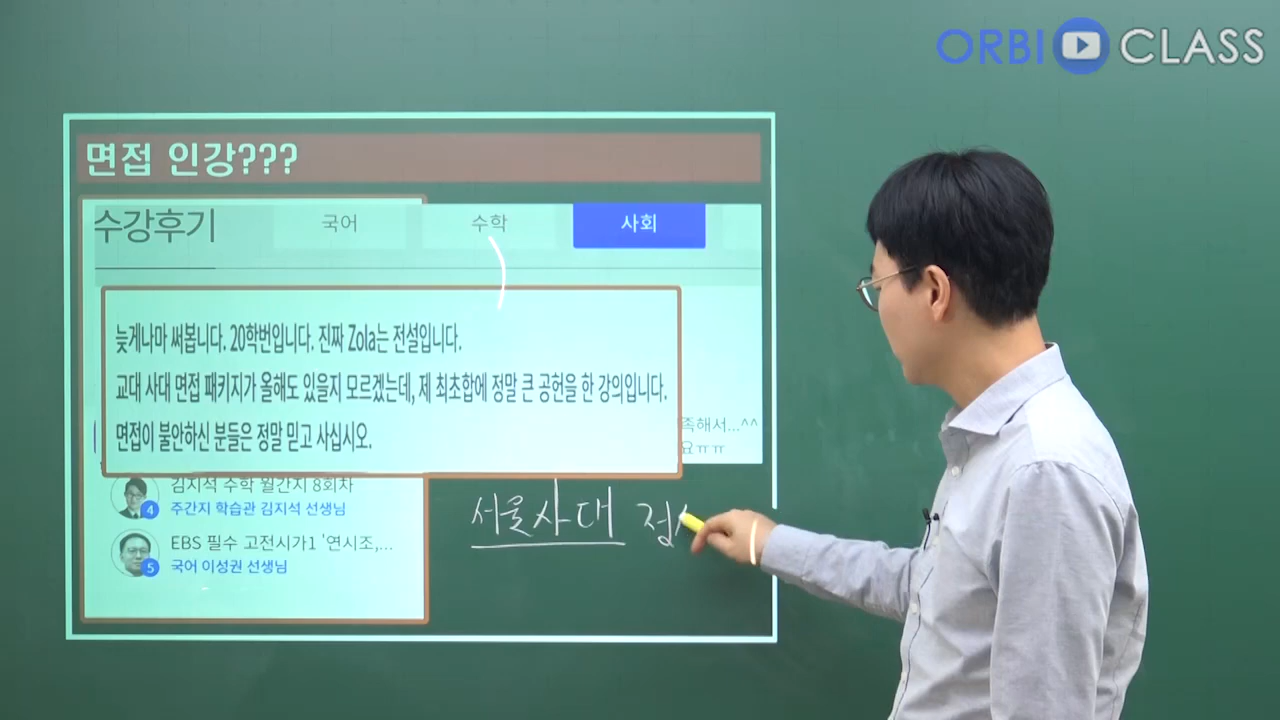 ORBI CLASS
면접 인강???
수강후기 국어 수학 사회
늦게나마 써봅니다. 20학번입니다. 진짜 Zola는 전설입니다.
교대 사대 면접 패키지가 올해도 있을지 모르겠는데, 제 최초합에 정말 큰 공헌을 한 강의입니다.
면접이 불안하신 분들은 정말 믿고 사십시오.
족해서...^^
요ㅠㅠ
김지석 수학 월간지 8회차
4 주간지 학습관 김지석 선생님
EBS 필수 고전시가1 '연시조,...
5 국어 이성권 선생님
서울사대